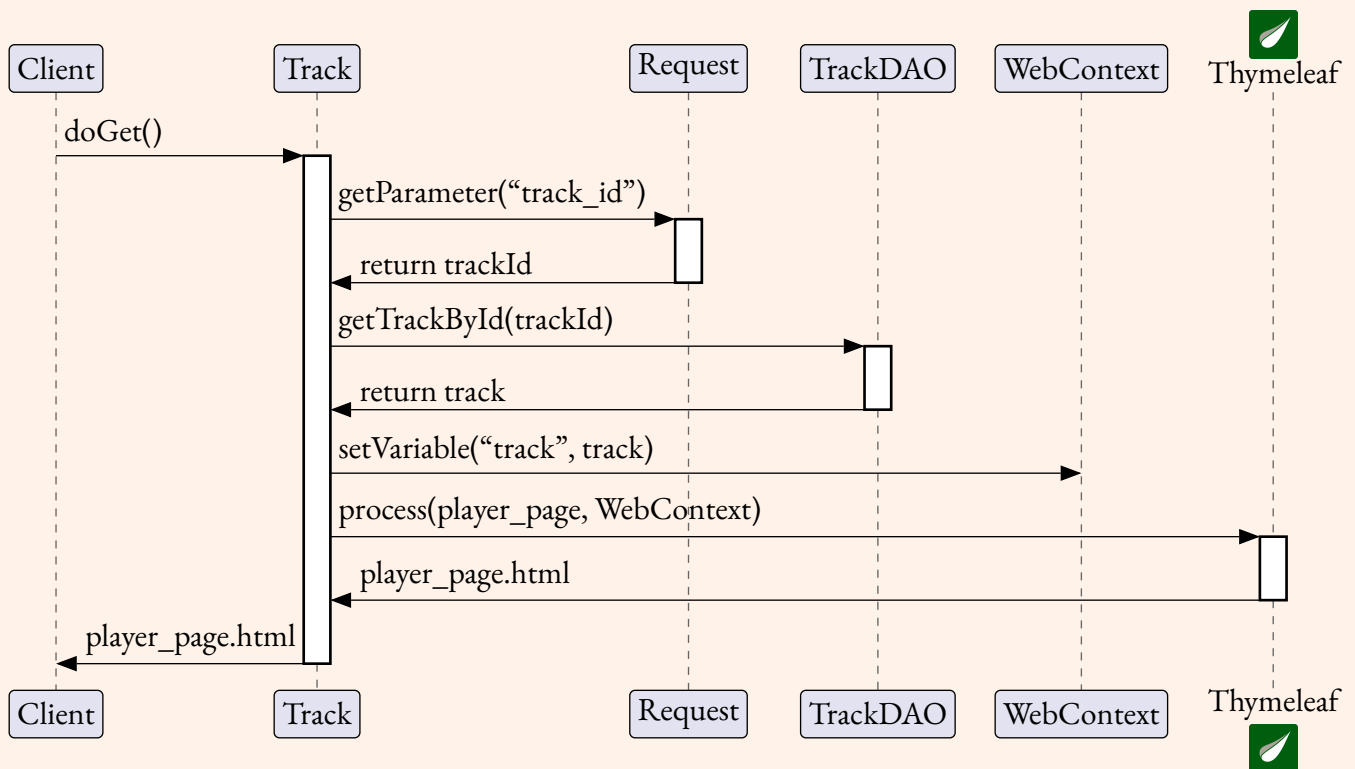 Client
Track
Request
TrackDAO
WebContext
Thymeleaf
doGet()
getParameter(“track_id”)
return trackId
getTrackById(trackId)
return track
setVariable(“track”, track)
process(player_page, WebContext)
player_page.html
player_page.html
Client
Track
Request
TrackDAO
WebContext
Thymeleaf